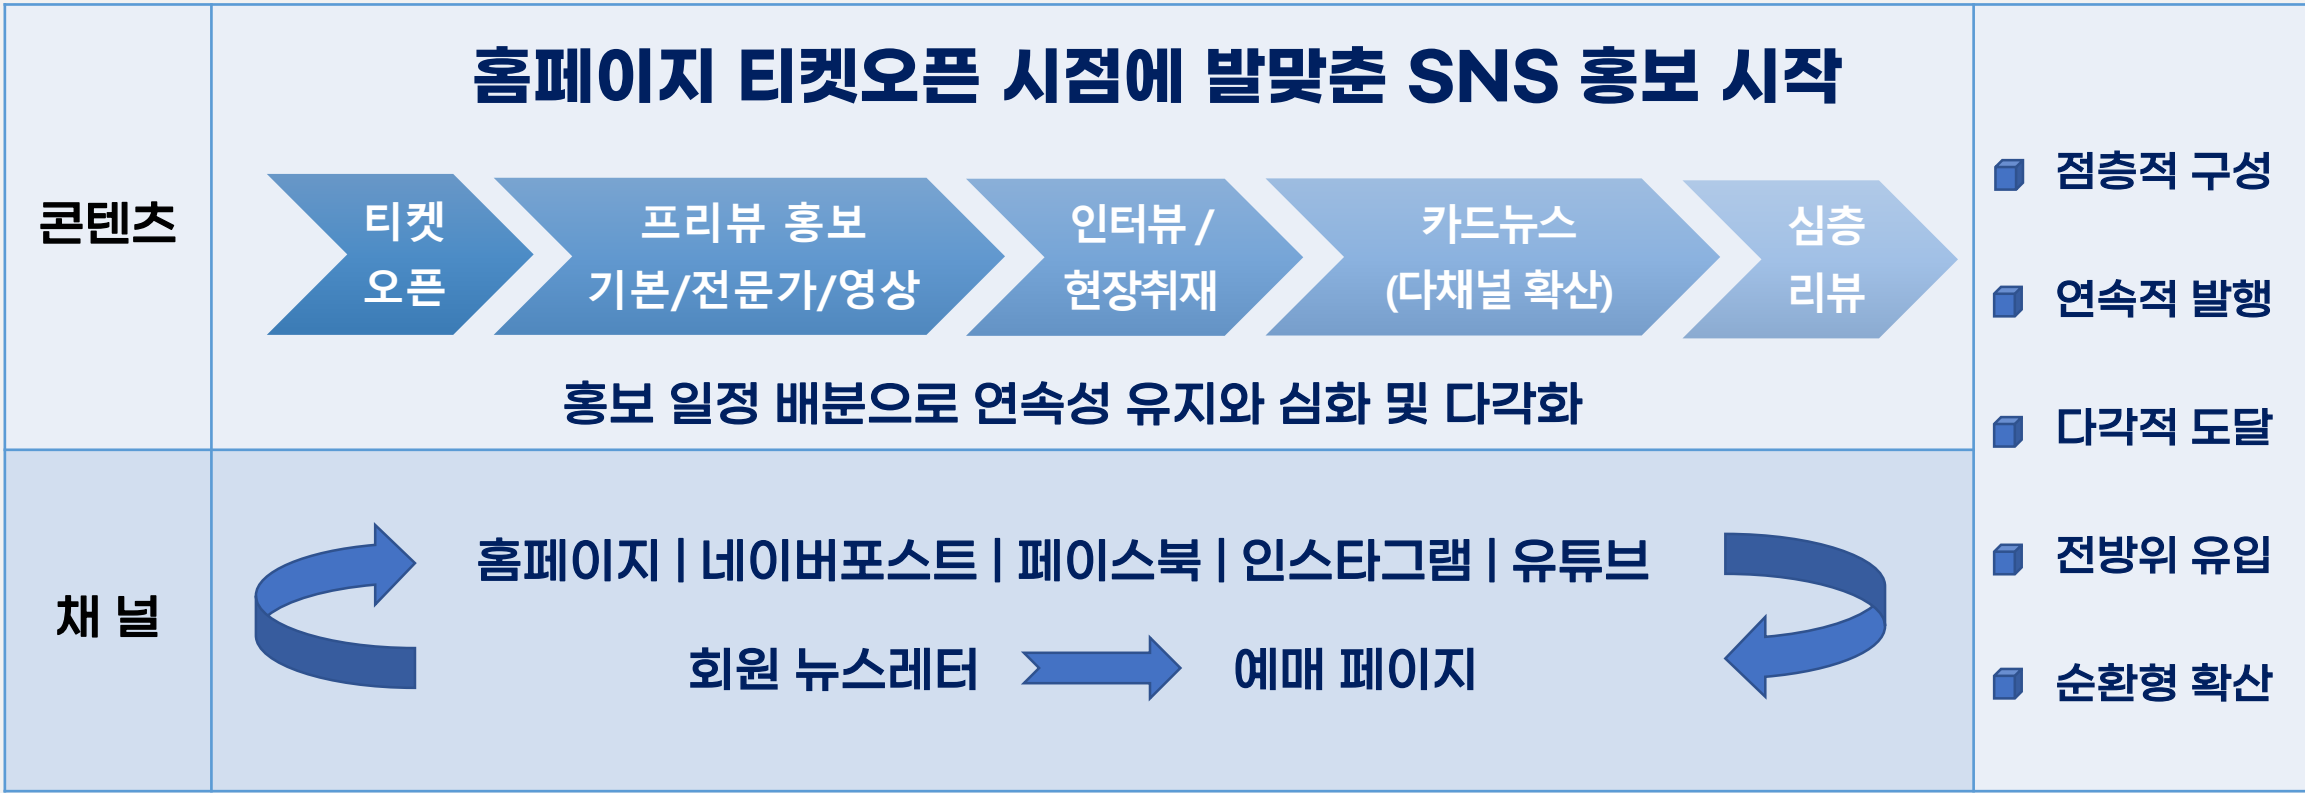 콘텐츠
홈페이지 티켓오픈 시점에 발맞춘 SNS 홍보 시작
티켓
오픈
프리뷰 홍보
기본/전문가/영상
인터뷰 /
현장취재
카드뉴스
(다채널 확산)
심층
리뷰
홍보 일정 배분으로 연속성 유지와 심화 및 다각화
채 널
홈페이지 | 네이버포스트 | 페이스북 | 인스타그램 | 유튜브
회원 뉴스레터
예매 페이지
점층적 구성
연속적 발행
다각적 도달
전방위 유입
순환형 확산